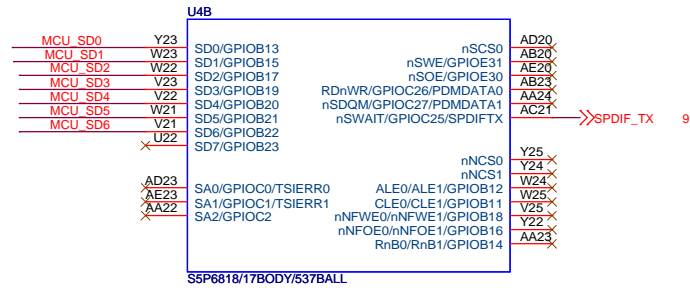 U4B
MCU_SD0 Y23 SD0/GPIOB13 nSCS0 AD20
MCU_SD1 W23 SD1/GPIOB15 nSWE/GPIOE31 AB20
MCU_SD2 W22 SD2/GPIOB17 nSOE/GPIOE30 AE20
MCU_SD3 V23 SD3/GPIOB19 RDnWR/GPIOC26/PDMDATA0 AB23
MCU_SD4 V22 SD4/GPIOB20 nSDQM/GPIOC27/PDMDATA1 AA24
MCU_SD5 W21 SD5/GPIOB21 nSWAIT/GPIOC25/SPDIFTX AC21 SPDIF_TX 9
MCU_SD6 V21 SD6/GPIOB22
U22 SD7/GPIOB23
nNCS0 Y25
nNCS1 Y24
AD23 SA0/GPIOC0/TSIERR0 ALE0/ALE1/GPIOB12 W24
AE23 SA1/GPIOC1/TSIERR1 CLE0/CLE1/GPIOB11 W25
AA22 SA2/GPIOC2 nNFWE0/nNFWE1/GPIOB18 V25
nNFOE0/nNFOE1/GPIOB16 Y22
RnB0/RnB1/GPIOB14 AA23
S5P6818/17BODY/537BALL